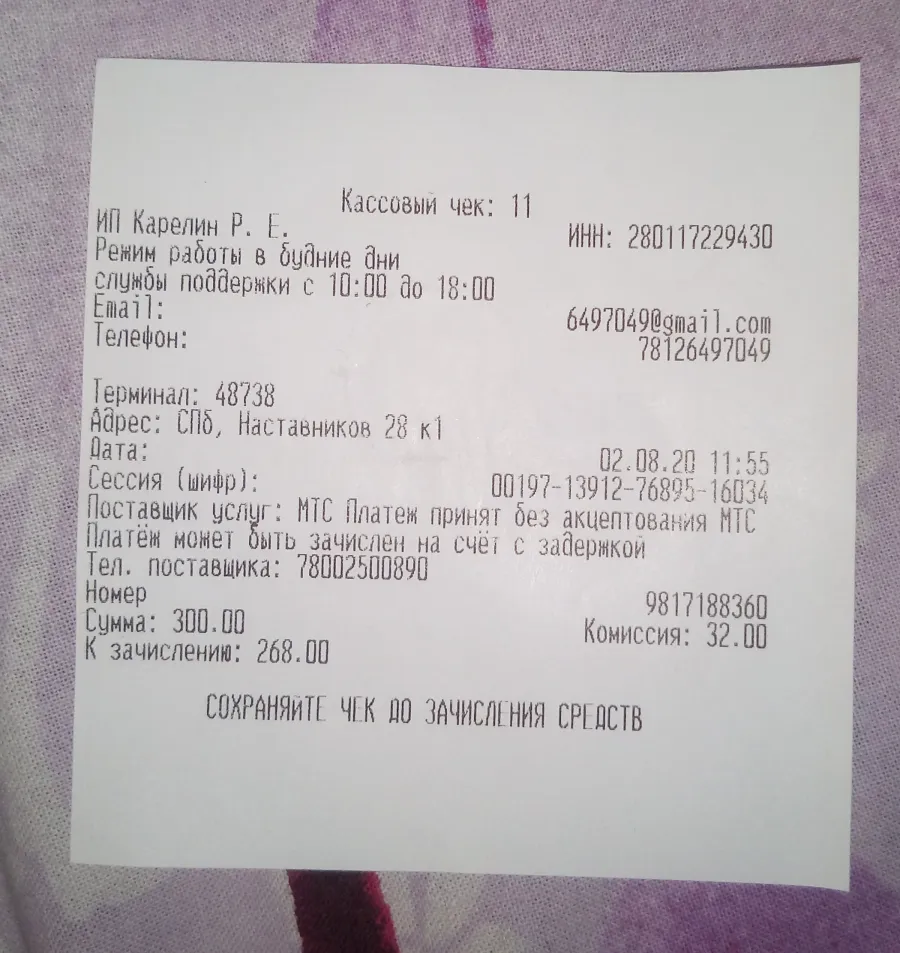 Кассовый чек: 11
ИП Карелин Р. Е.
ИНН: 280117229430
Режим работы в будние дни
службы поддержки с 10:00 до 18:00
Email: 6497049@gmail.com
Телефон: 78126497049
Терминал: 48738
Адрес: СПб, Наставников 28 к1
Дата: 02.08.20 11:55
Сессия (шифр): 00197-13912-76895-16034
Поставщик услуг: МТС Платеж принят без акцептования МТС
Платёж может быть зачислен на счёт с задержкой
Тел. поставщика: 78002500890
Номер 9817188360
Сумма: 300.00 Комиссия: 32.00
К зачислению: 268.00
СОХРАНЯЙТЕ ЧЕК ДО ЗАЧИСЛЕНИЯ СРЕДСТВ